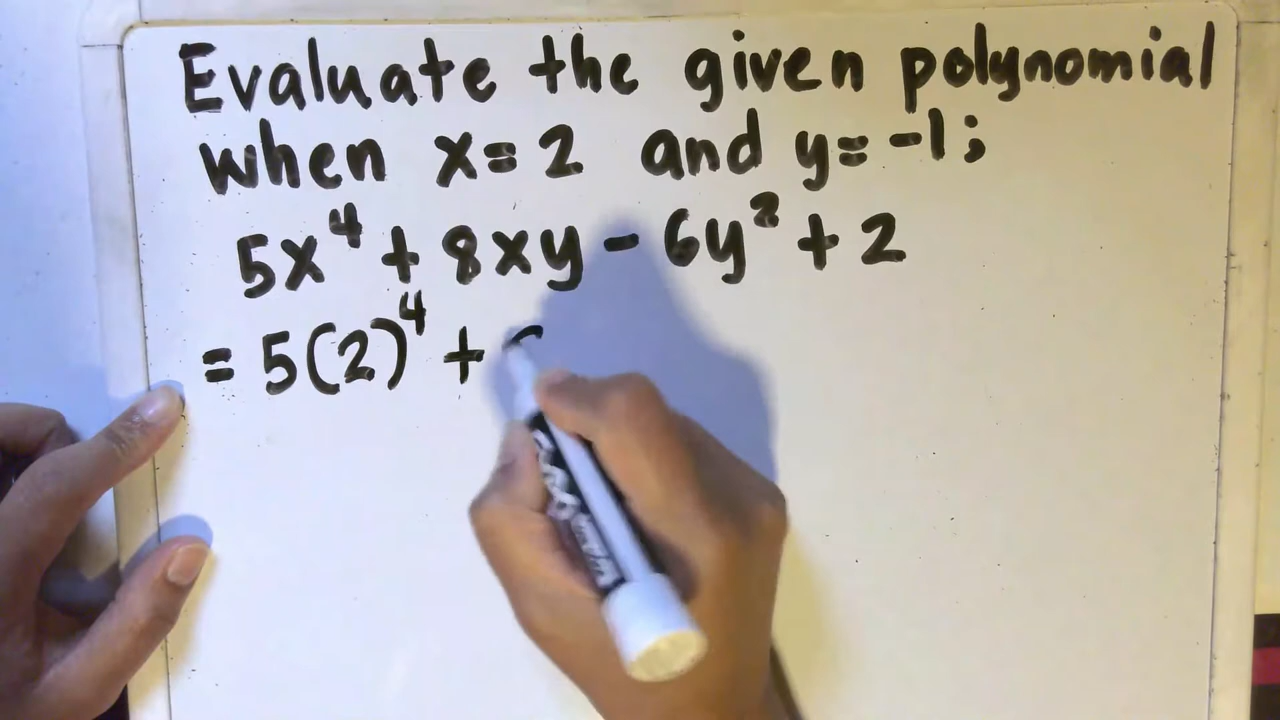 Evaluate the given polynomial
when x=2 and y=-1;
5x⁴ + 8xy - 6y² + 2
= 5(2)⁴ +